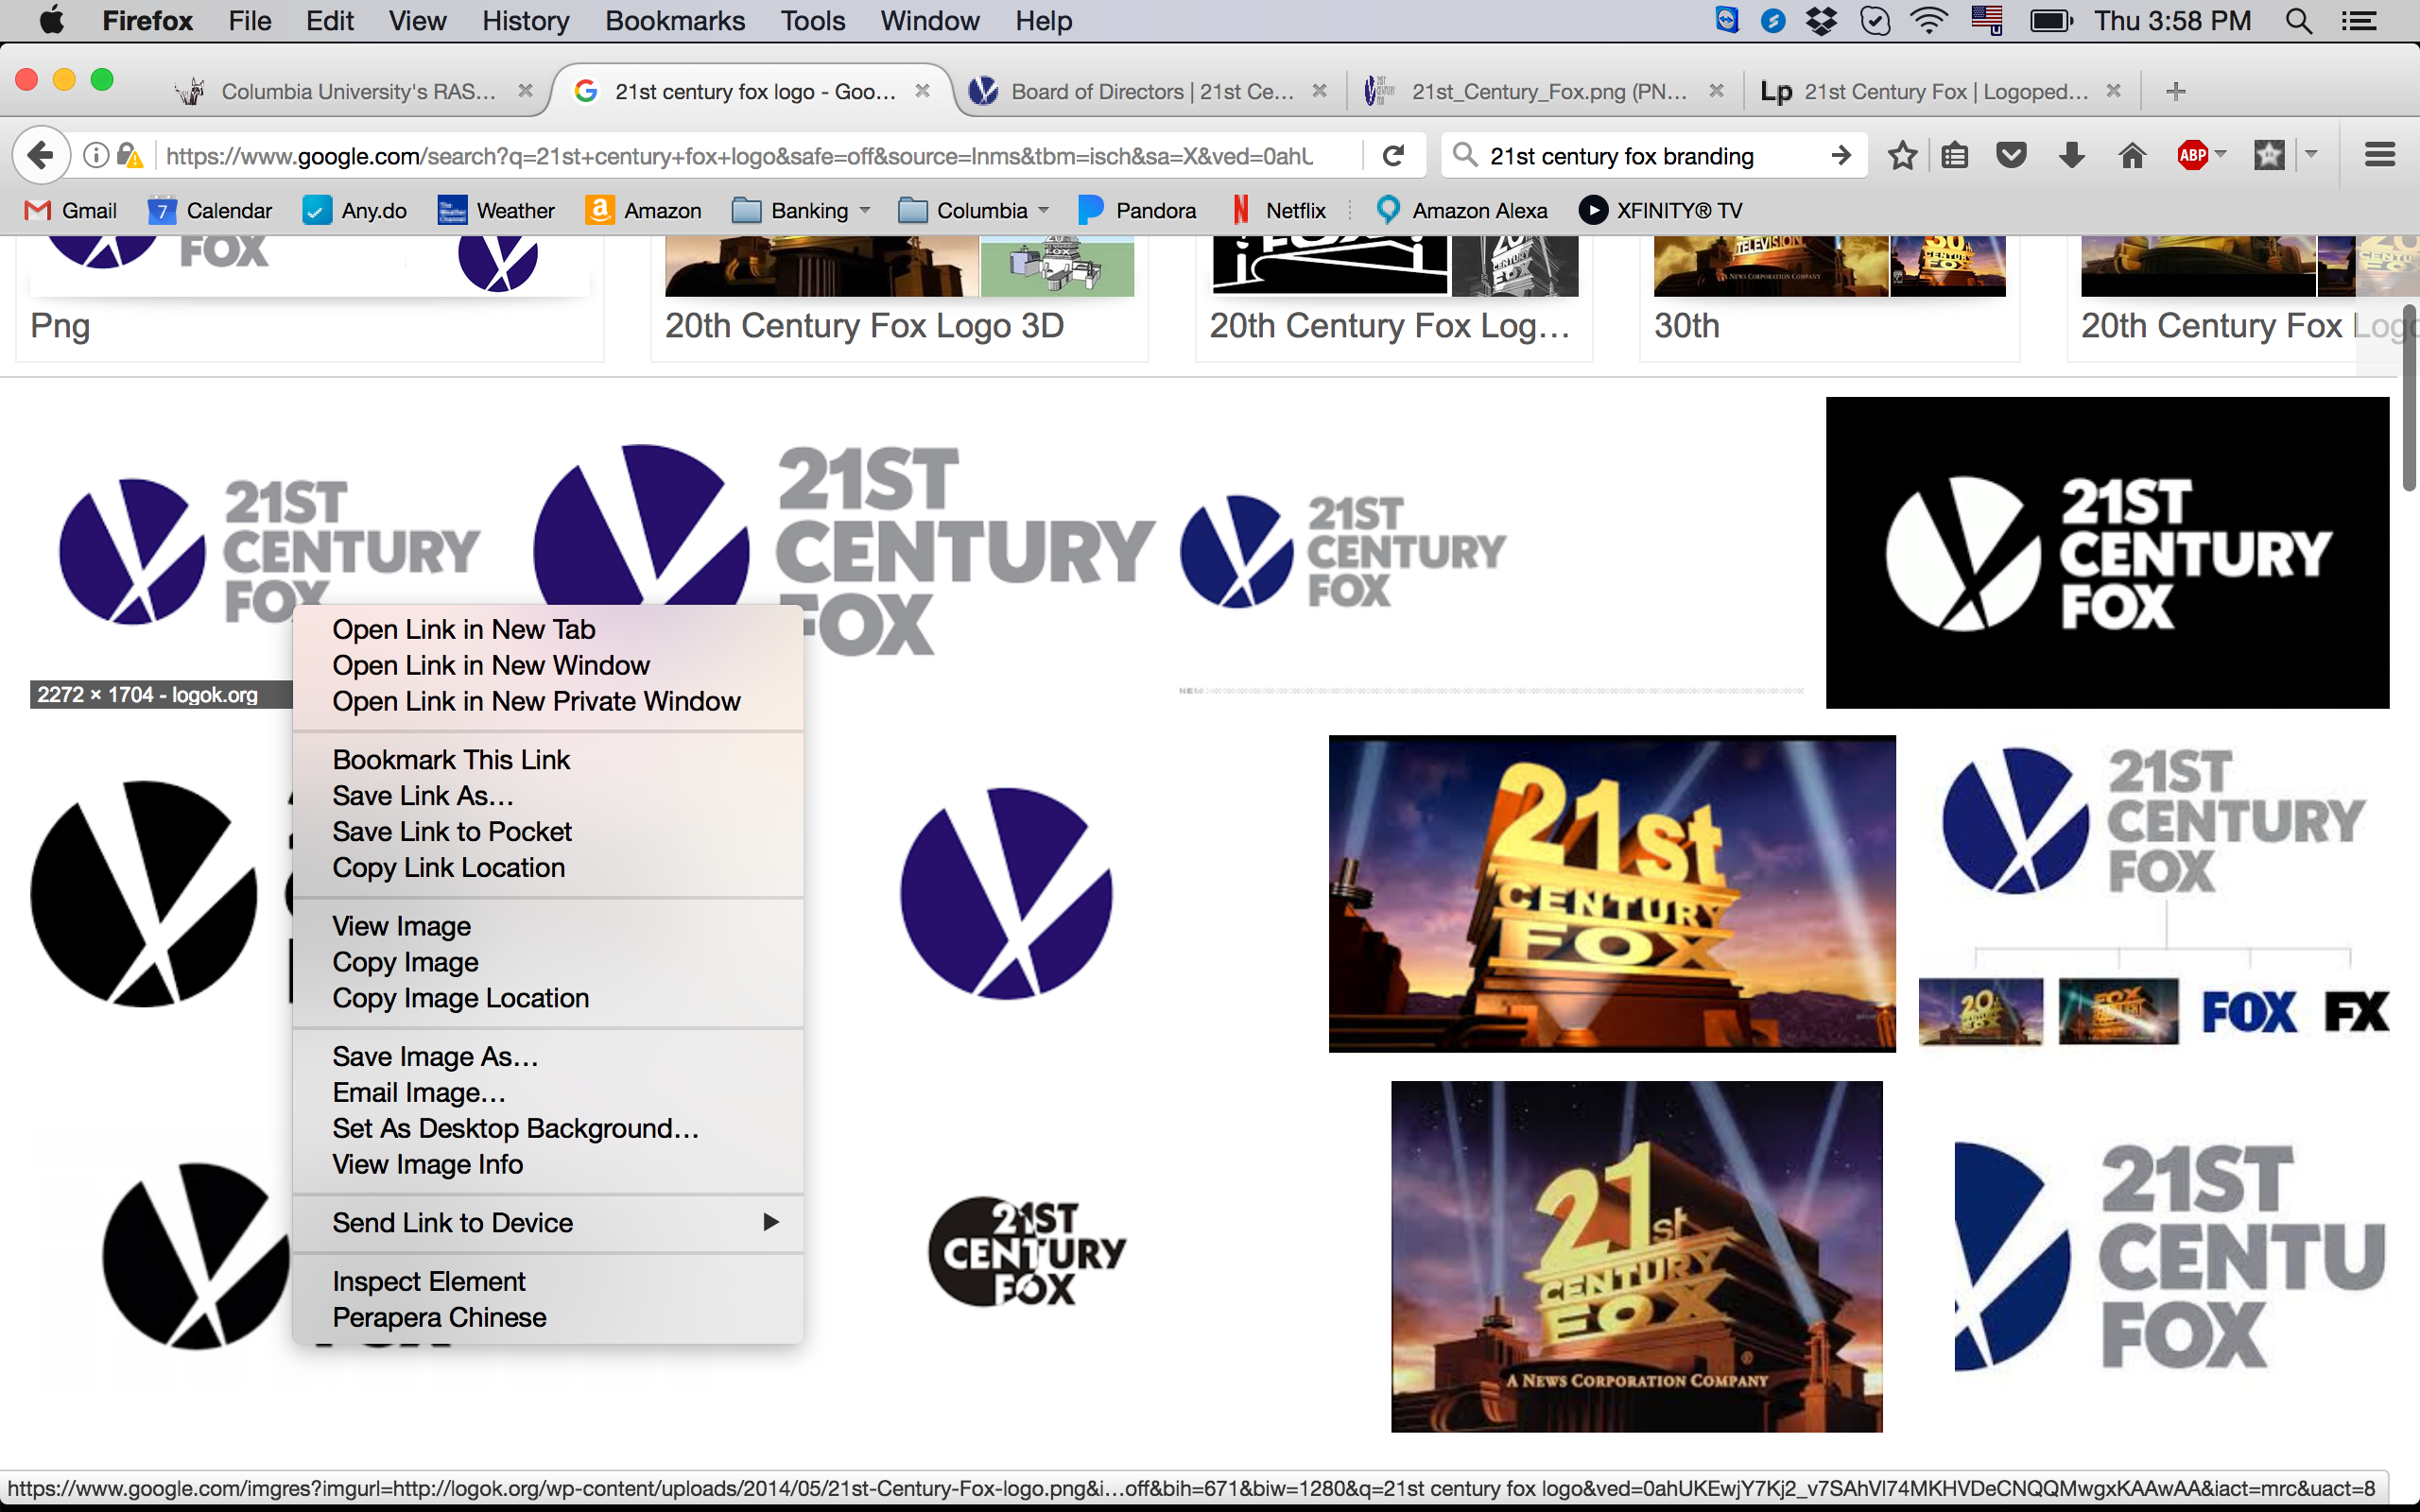 Firefox File Edit View History Bookmarks Tools Window Help Thu 3:58 PM
Columbia University's RAS... 21st century fox logo - Goo... Board of Directors | 21st Ce... 21st_Century_Fox.png (PN... Lp 21st Century Fox | Logoped...
https://www.google.com/search?q=21st+century+fox+logo&safe=off&source=lnms&tbm=isch&sa=X&ved=0ahU 21st century fox branding ABP
Gmail 7 Calendar Any.do Weather Amazon Banking Columbia Pandora Netflix Amazon Alexa XFINITY® TV
FOX
TELEVISION
A NEWS CORPORATION COMPANY
Png 20th Century Fox Logo 3D 20th Century Fox Log... 30th 20th Century Fox Logo
21ST
CENTURY
FOX
21ST
CENTURY
FOX
21ST
CENTURY
FOX
21ST
CENTURY
FOX
2272 × 1704 - logok.org
NEW
Open Link in New Tab
Open Link in New Window
Open Link in New Private Window
Bookmark This Link
Save Link As...
Save Link to Pocket
Copy Link Location
View Image
Copy Image
Copy Image Location
Save Image As...
Email Image...
Set As Desktop Background...
View Image Info
Send Link to Device
Inspect Element
Perapera Chinese
21st
CENTURY
FOX
21ST
CENTURY
FOX
FOX FX
21ST
CENTURY
FOX
21st
CENTURY
FOX
A NEWS CORPORATION COMPANY
21ST
CENTU
FOX
https://www.google.com/imgres?imgurl=http://logok.org/wp-content/uploads/2014/05/21st-Century-Fox-logo.png&i...off&bih=671&biw=1280&q=21st century fox logo&ved=0ahUKEwjY7Kj2_v7SAhVI74MKHVDeCNQQMwgxKAAwAA&iact=mrc&uact=8